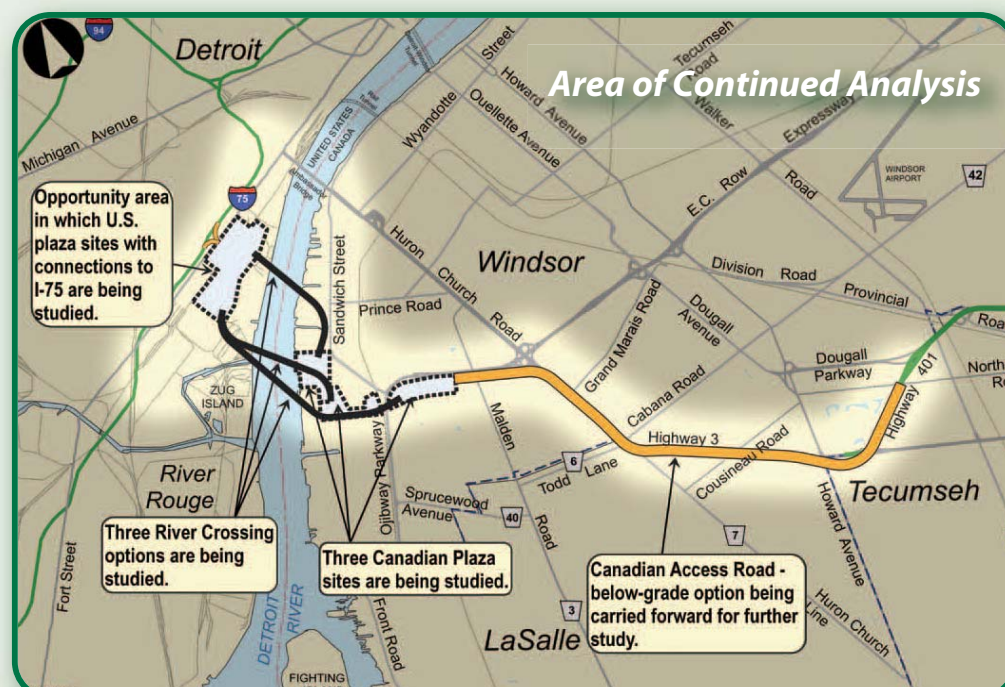 Area of Continued Analysis
94
Detroit
Michigan Avenue
75
UNITED STATES
CANADA
Ambassador
Bridge
Street
Wyandotte
Howard Avenue
Ouellette Avenue
Tecumseh
Road
Walker
Road
Expressway
E.C. Row
WINDSOR
AIRPORT
42
Opportunity area
in which U.S.
plaza sites with
connections to
I-75 are being
studied.
Sandwich Street
Huron
Church
Road
Windsor
Prince Road
Division Road
Provincial
Grand Marais Road
Dougall
Avenue
Dougall
Parkway
401
Highway
North
ZUG
ISLAND
Ojibway Parkway
Malden
Road
Cabana Road
Highway 3
Cousineau Road
6
Todd Lane
River
Rouge
Sprucewood
Avenue
40
7
Tecumseh
Howard Avenue
Three River Crossing
options are being
studied.
Three Canadian Plaza
sites are being studied.
Canadian Access Road -
below-grade option being
carried forward for further
study.
Huron Church
Line
Fort Street
DETROIT
RIVER
Front Road
3
LaSalle
FIGHTING